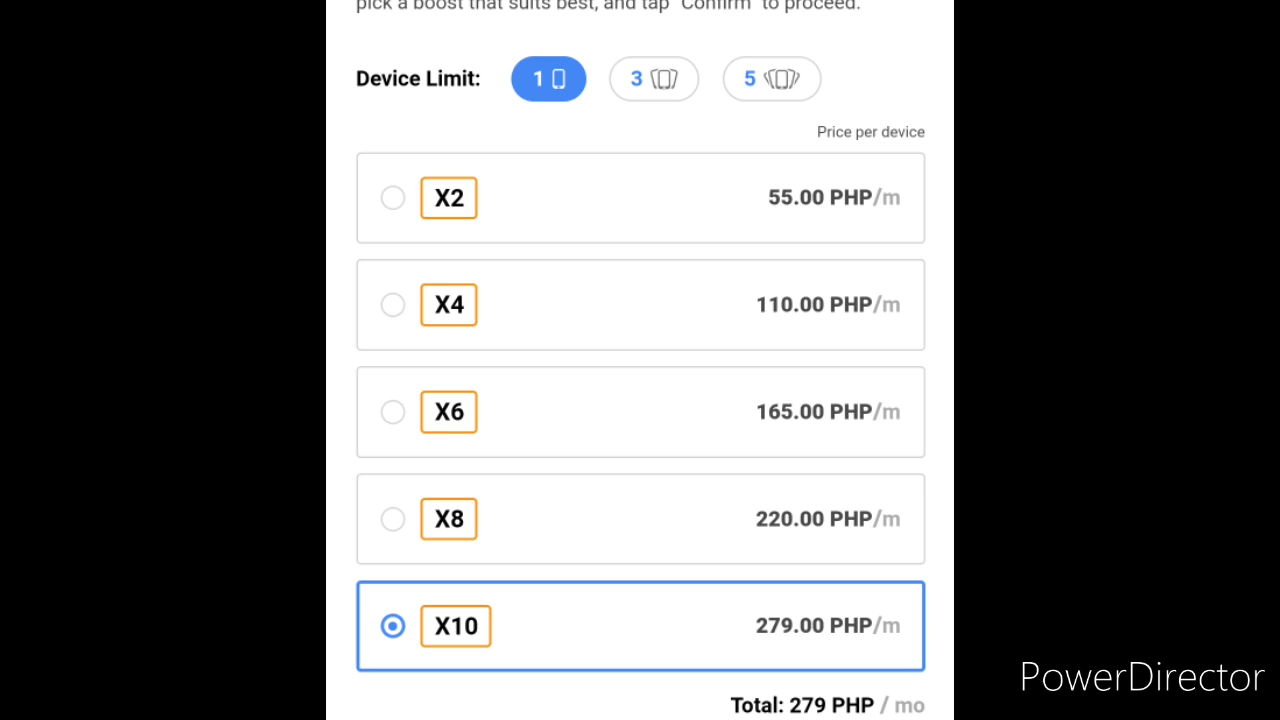 pick a boost that suits best, and tap "Confirm" to proceed.
Device Limit: 1 3 5
Price per device
X2 55.00 PHP/m
X4 110.00 PHP/m
X6 165.00 PHP/m
X8 220.00 PHP/m
X10 279.00 PHP/m
Total: 279 PHP / mo
PowerDirector